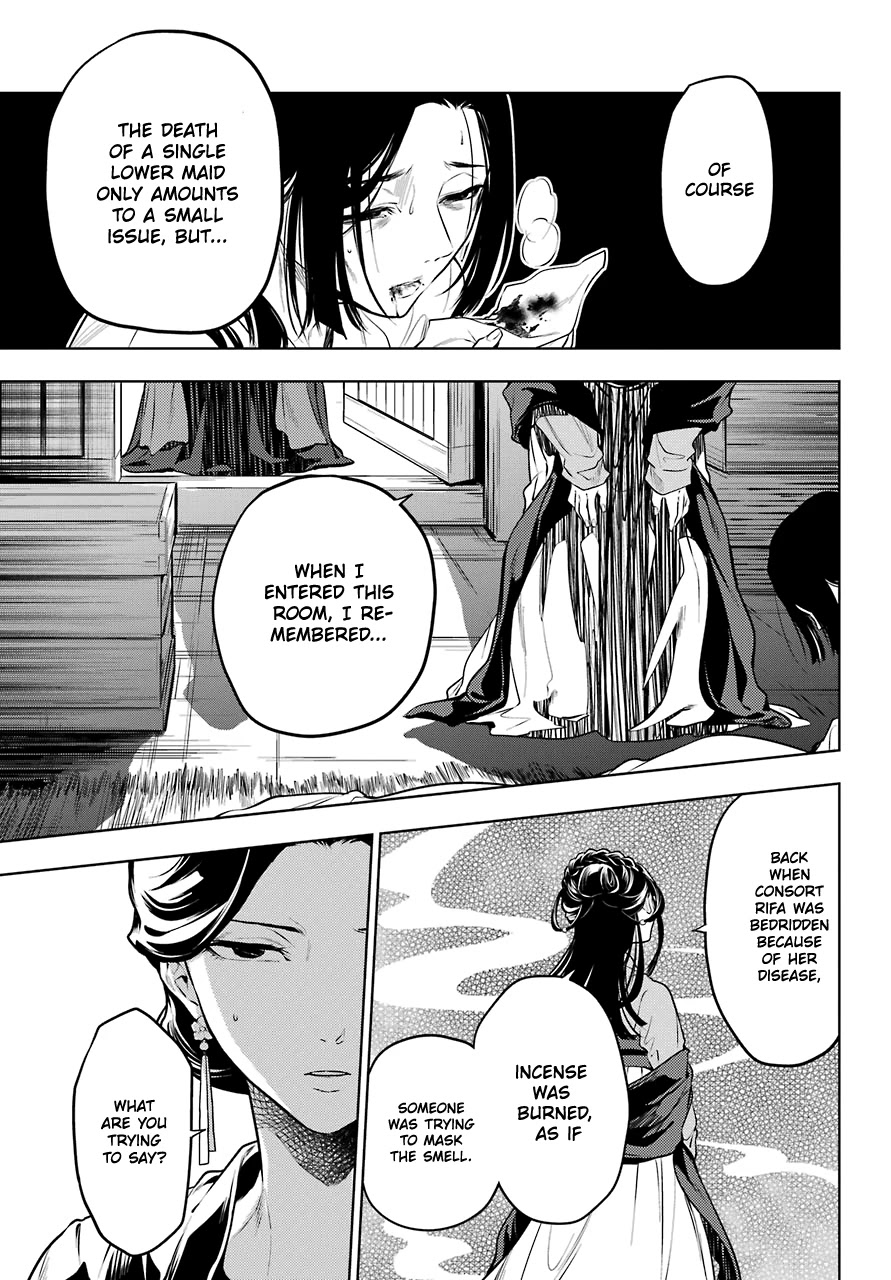 OF
COURSE
THE DEATH
OF A SINGLE
LOWER MAID
ONLY AMOUNTS
TO A SMALL
ISSUE, BUT...
WHEN I
ENTERED THIS
ROOM, I RE-
MEMBERED...
BACK
WHEN
CONSORT
RIFA WAS
BEDRIDDEN
BECAUSE
OF HER
DISEASE,
INCENSE
WAS
BURNED,
AS IF
SOMEONE
WAS TRYING
TO MASK
THE SMELL.
WHAT
ARE YOU
TRYING
TO SAY?